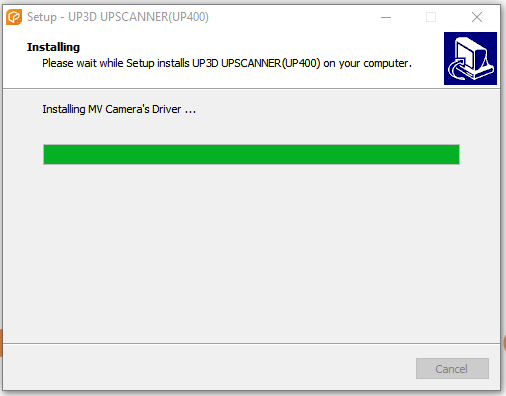 Setup - UP3D UPSCANNER(UP400)
Installing
Please wait while Setup installs UP3D UPSCANNER(UP400) on your computer.
Installing MV Camera's Driver ...
Cancel